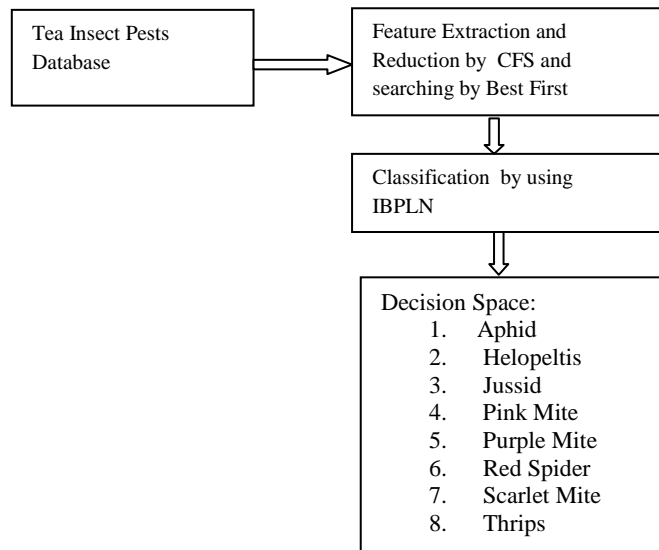 Tea Insect Pests
Database
Feature Extraction and
Reduction by CFS and
searching by Best First
Classification by using
IBPLN
Decision Space:
1. Aphid
2. Helopeltis
3. Jussid
4. Pink Mite
5. Purple Mite
6. Red Spider
7. Scarlet Mite
8. Thrips